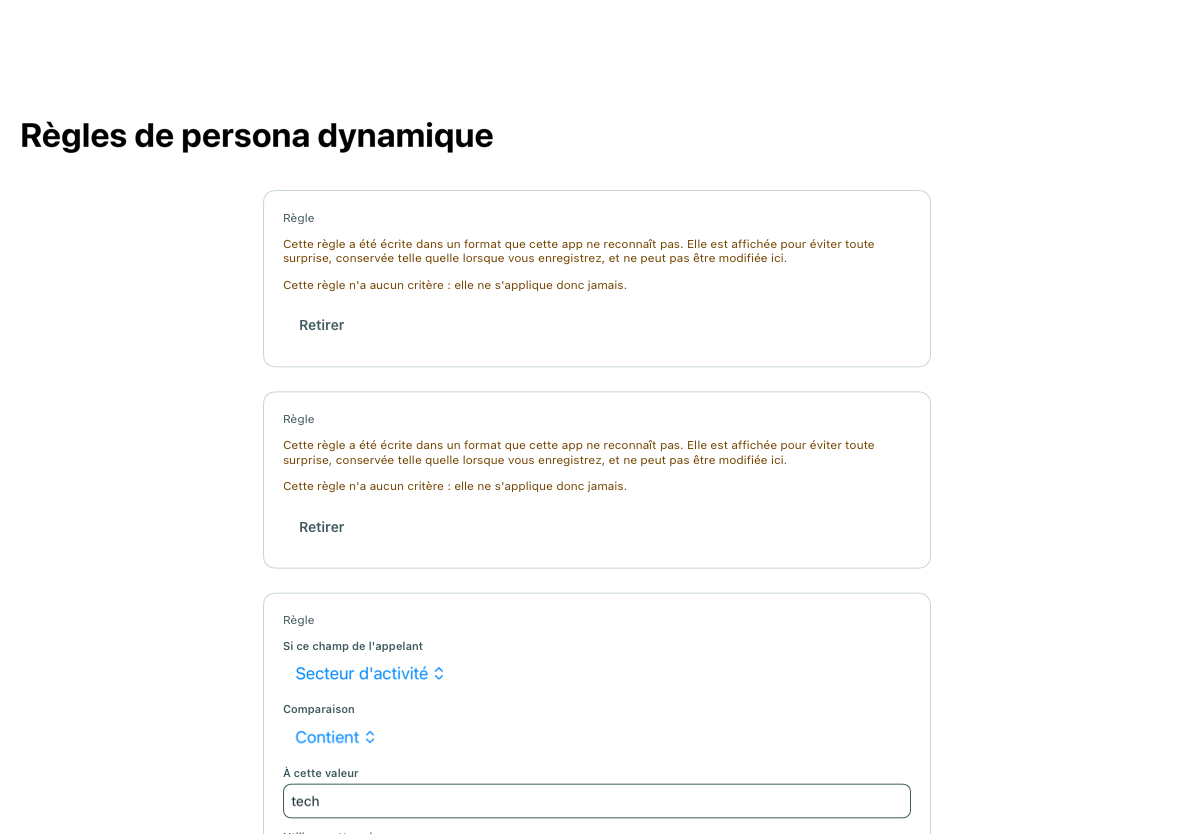 Règles de persona dynamique
Règle
Cette règle a été écrite dans un format que cette app ne reconnaît pas. Elle est affichée pour éviter toute
surprise, conservée telle quelle lorsque vous enregistrez, et ne peut pas être modifiée ici.
Cette règle n'a aucun critère : elle ne s'applique donc jamais.
Retirer
Règle
Cette règle a été écrite dans un format que cette app ne reconnaît pas. Elle est affichée pour éviter toute
surprise, conservée telle quelle lorsque vous enregistrez, et ne peut pas être modifiée ici.
Cette règle n'a aucun critère : elle ne s'applique donc jamais.
Retirer
Règle
Si ce champ de l'appelant
Secteur d'activité
Comparaison
Contient
À cette valeur
tech